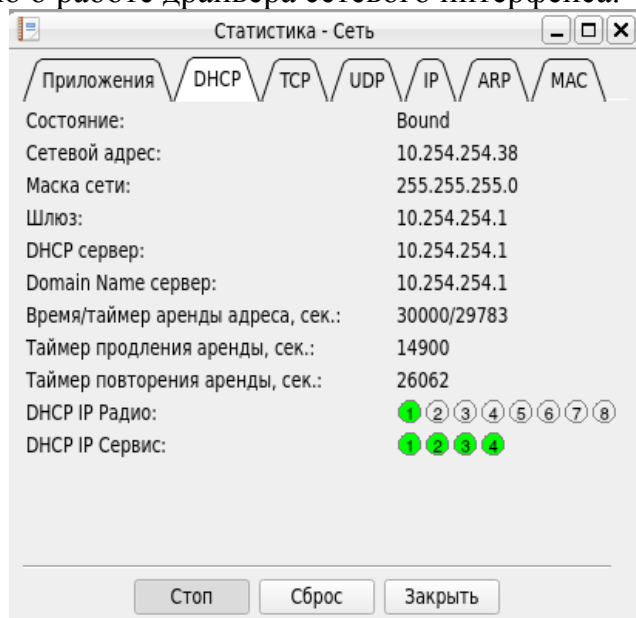 о работе драйвера сетевого интерфейса.
Статистика - Сеть
Приложения DHCP TCP UDP IP ARP MAC
Состояние: Bound
Сетевой адрес: 10.254.254.38
Маска сети: 255.255.255.0
Шлюз: 10.254.254.1
DHCP сервер: 10.254.254.1
Domain Name сервер: 10.254.254.1
Время/таймер аренды адреса, сек.: 30000/29783
Таймер продления аренды, сек.: 14900
Таймер повторения аренды, сек.: 26062
DHCP IP Радио: 1 2 3 4 5 6 7 8
DHCP IP Сервис: 1 2 3 4
Стоп Сброс Закрыть